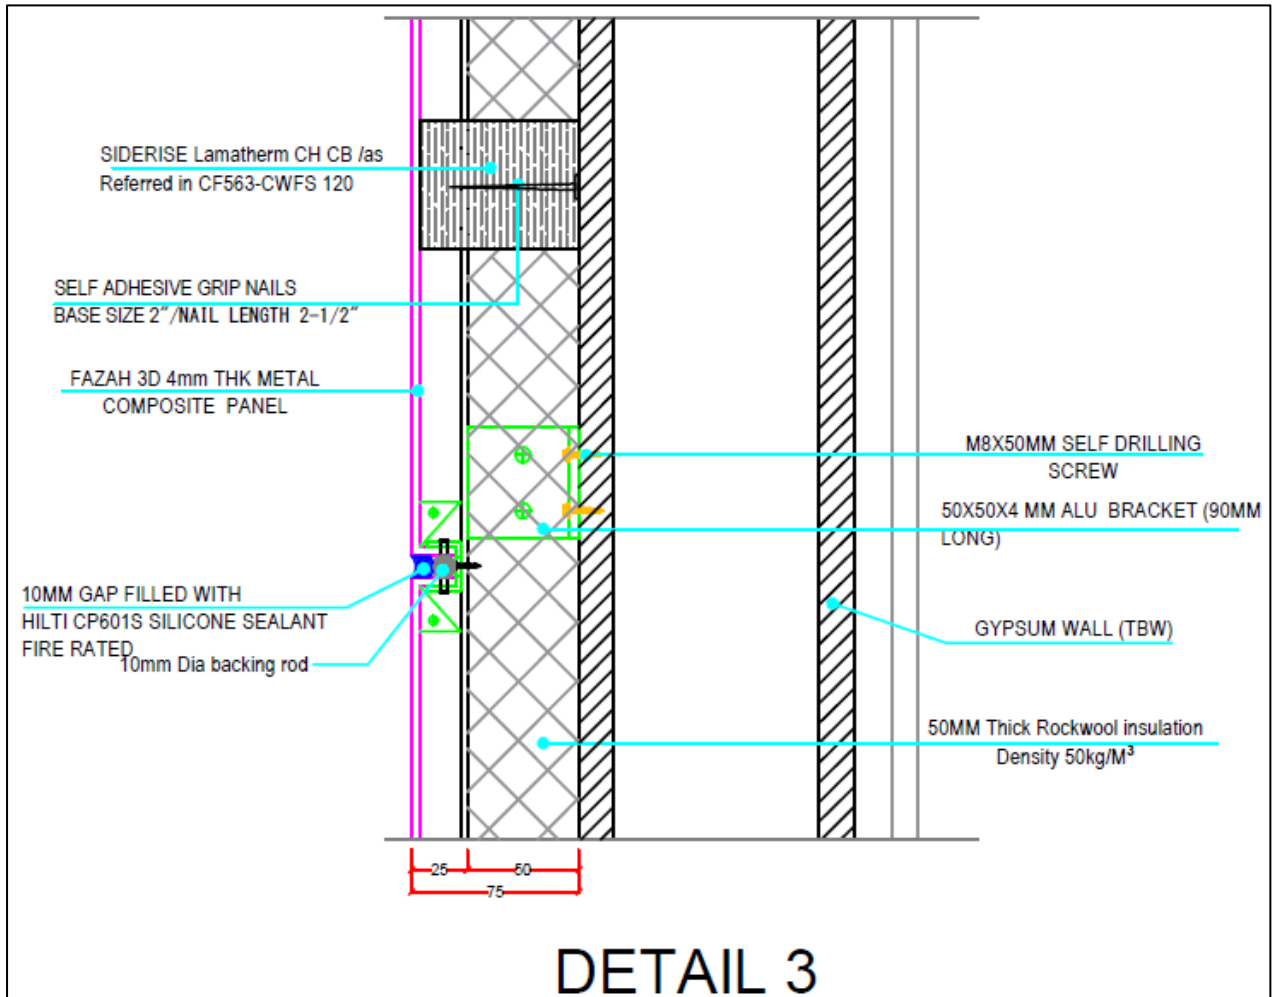 SIDERISE Lamatherm CH CB /as
Referred in CF563-CWFS 120
SELF ADHESIVE GRIP NAILS
BASE SIZE 2"/NAIL LENGTH 2-1/2"
FAZAH 3D 4mm THK METAL
COMPOSITE PANEL
M8X50MM SELF DRILLING
SCREW
50X50X4 MM ALU BRACKET (90MM
LONG)
10MM GAP FILLED WITH
HILTI CP601S SILICONE SEALANT
FIRE RATED
10mm Dia backing rod
GYPSUM WALL (TBW)
50MM Thick Rockwool insulation
Density 50kg/M³
25
50
75
DETAIL 3